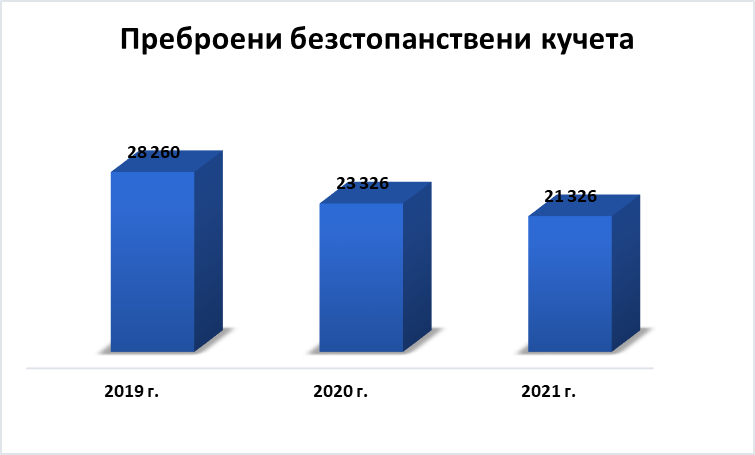 Преброени безстопанствени кучета
28 260
23 326
21 326
2019 г.
2020 г.
2021 г.